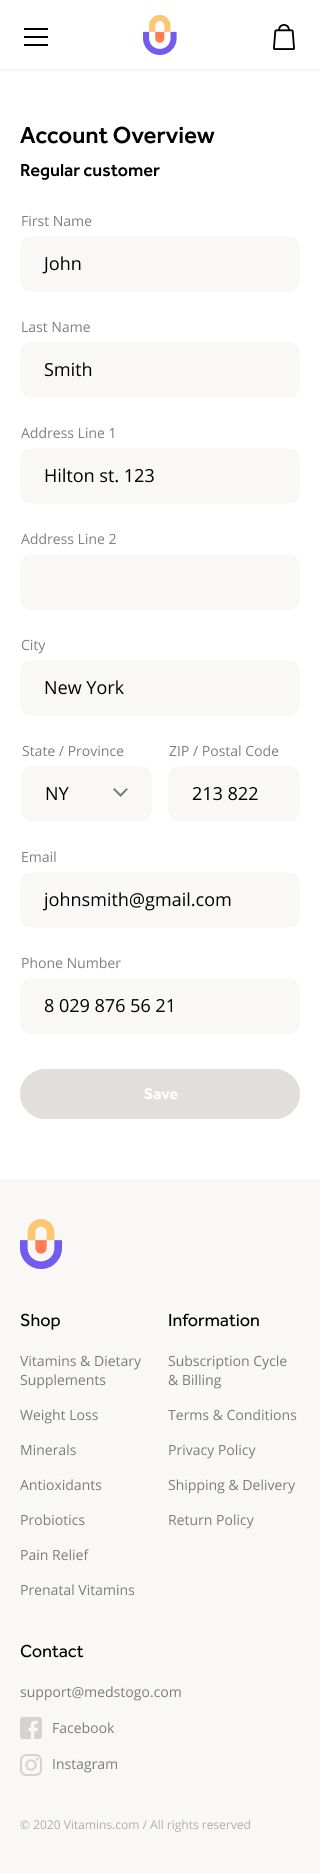 Account Overview
Regular customer
First Name
John
Last Name
Smith
Address Line 1
Hilton st. 123
Address Line 2
City
New York
State / Province
ZIP / Postal Code
NY
213 822
Email
johnsmith@gmail.com
Phone Number
8 029 876 56 21
Save
Shop
Vitamins & Dietary
Supplements
Weight Loss
Minerals
Antioxidants
Probiotics
Pain Relief
Prenatal Vitamins
Information
Subscription Cycle
& Billing
Terms & Conditions
Privacy Policy
Shipping & Delivery
Return Policy
Contact
support@medstogo.com
Facebook
Instagram
© 2020 Vitamins.com / All rights reserved